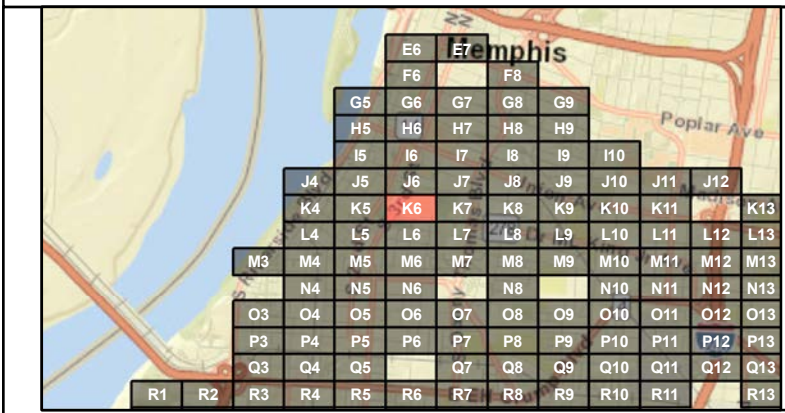 Memphis
E6 E7
F6 F8
G5 G6 G7 G8 G9
Poplar Ave
H5 H6 H7 H8 H9
I5 I6 I7 I8 I9 I10
J4 J5 J6 J7 J8 J9 J10 J11 J12
K4 K5 K6 K7 K8 K9 K10 K11 K13
L4 L5 L6 L7 L8 L9 L10 L11 L12 L13
M3 M4 M5 M6 M7 M8 M9 M10 M11 M12 M13
N4 N5 N6 N8 N10 N11 N12 N13
O3 O4 O5 O6 O7 O8 O9 O10 O11 O12 O13
P3 P4 P5 P6 P7 P8 P9 P10 P11 P12 P13
Q3 Q4 Q5 Q7 Q8 Q9 Q10 Q11 Q12 Q13
R1 R2 R3 R4 R5 R6 R7 R8 R9 R10 R11 R13